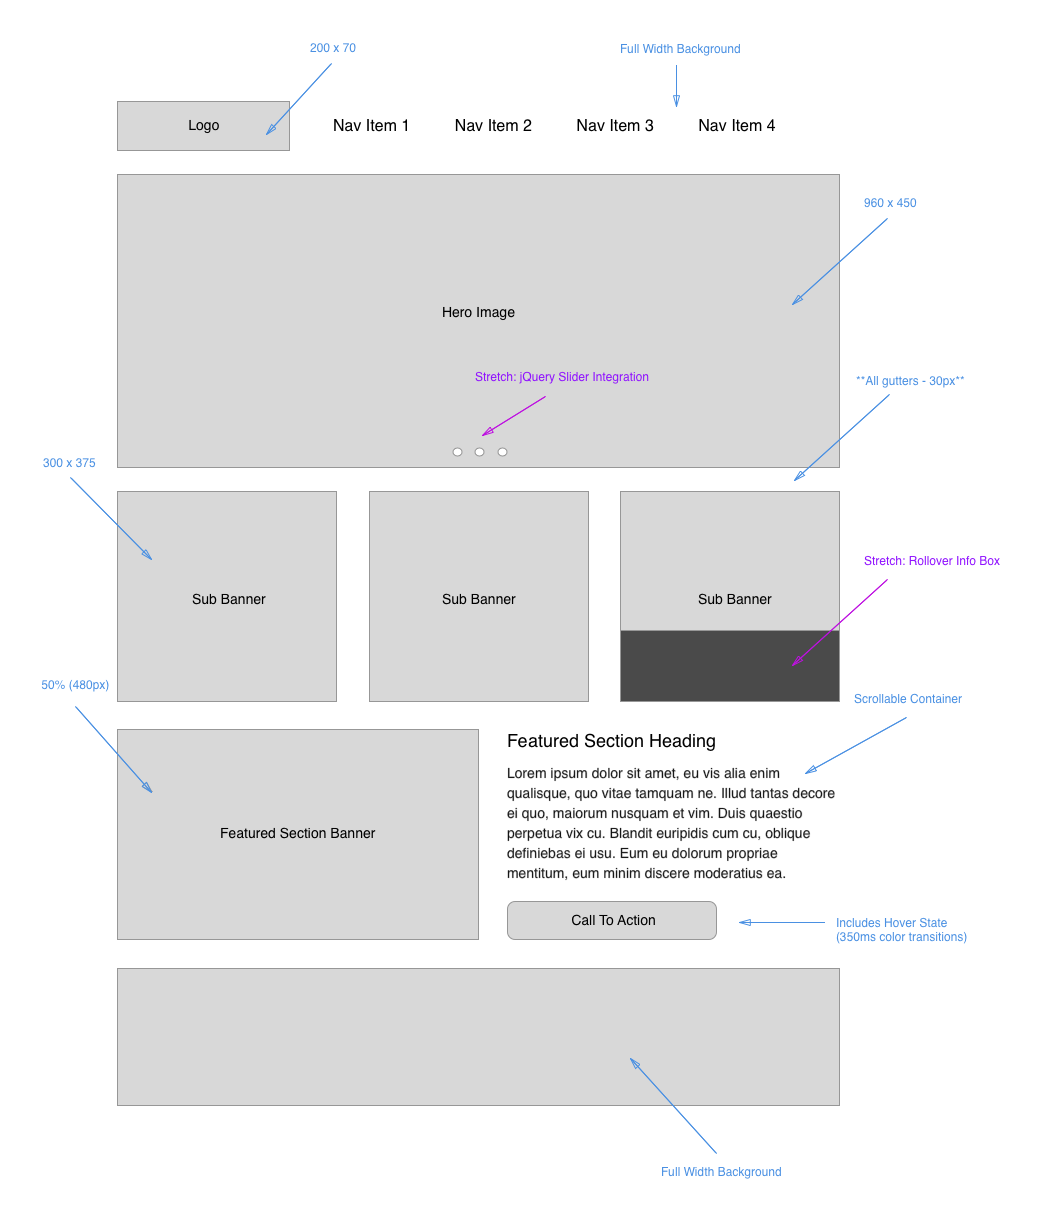 200 x 70
Full Width Background
Logo
Nav Item 1
Nav Item 2
Nav Item 3
Nav Item 4
960 x 450
Hero Image
Stretch: jQuery Slider Integration
**All gutters - 30px**
300 x 375
Stretch: Rollover Info Box
Sub Banner
Sub Banner
Sub Banner
50% (480px)
Scrollable Container
Featured Section Heading
Lorem ipsum dolor sit amet, eu vis alia enim
qualisque, quo vitae tamquam ne. Illud tantas decore
ei quo, maiorum nusquam et vim. Duis quaestio
perpetua vix cu. Blandit euripidis cum cu, oblique
definiebas ei usu. Eum eu dolorum propriae
mentitum, eum minim discere moderatius ea.
Featured Section Banner
Call To Action
Includes Hover State
(350ms color transitions)
Full Width Background